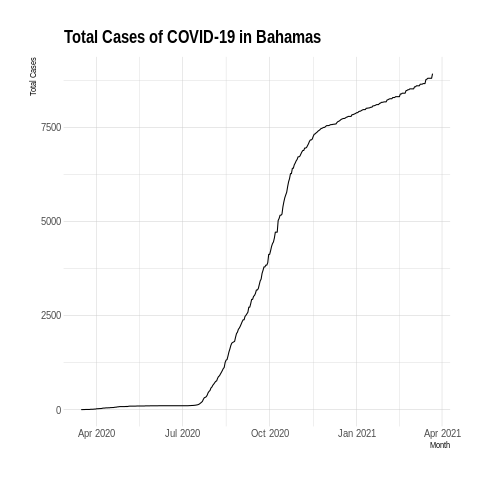 Total Cases of COVID-19 in Bahamas
Total Cases
7500
5000
2500
0
Apr 2020 Jul 2020 Oct 2020 Jan 2021 Apr 2021
Month